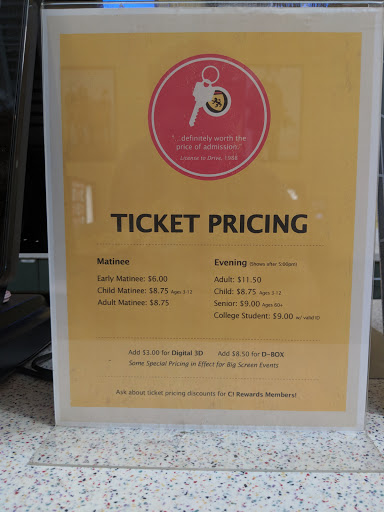 "...definitely worth the
price of admission!"
License to Drive, 1988
TICKET PRICING
Matinee
Early Matinee: $6.00
Child Matinee: $8.75 Ages 3-12
Adult Matinee: $8.75
Evening (Shows after 5:00pm)
Adult: $11.50
Child: $8.75 Ages 3-12
Senior: $9.00 Ages 60+
College Student: $9.00 w/ valid ID
Add $3.00 for Digital 3D Add $8.50 for D-BOX
Some Special Pricing in Effect for Big Screen Events
Ask about ticket pricing discounts for C! Rewards Members!